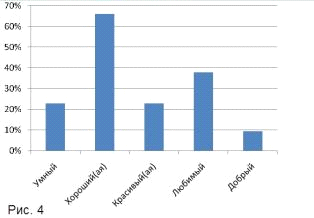 70%
60%
50%
40%
30%
20%
10%
0%
Умный
Хороший(ая)
Красивый(ая)
Любимый
Добрый
Рис. 4